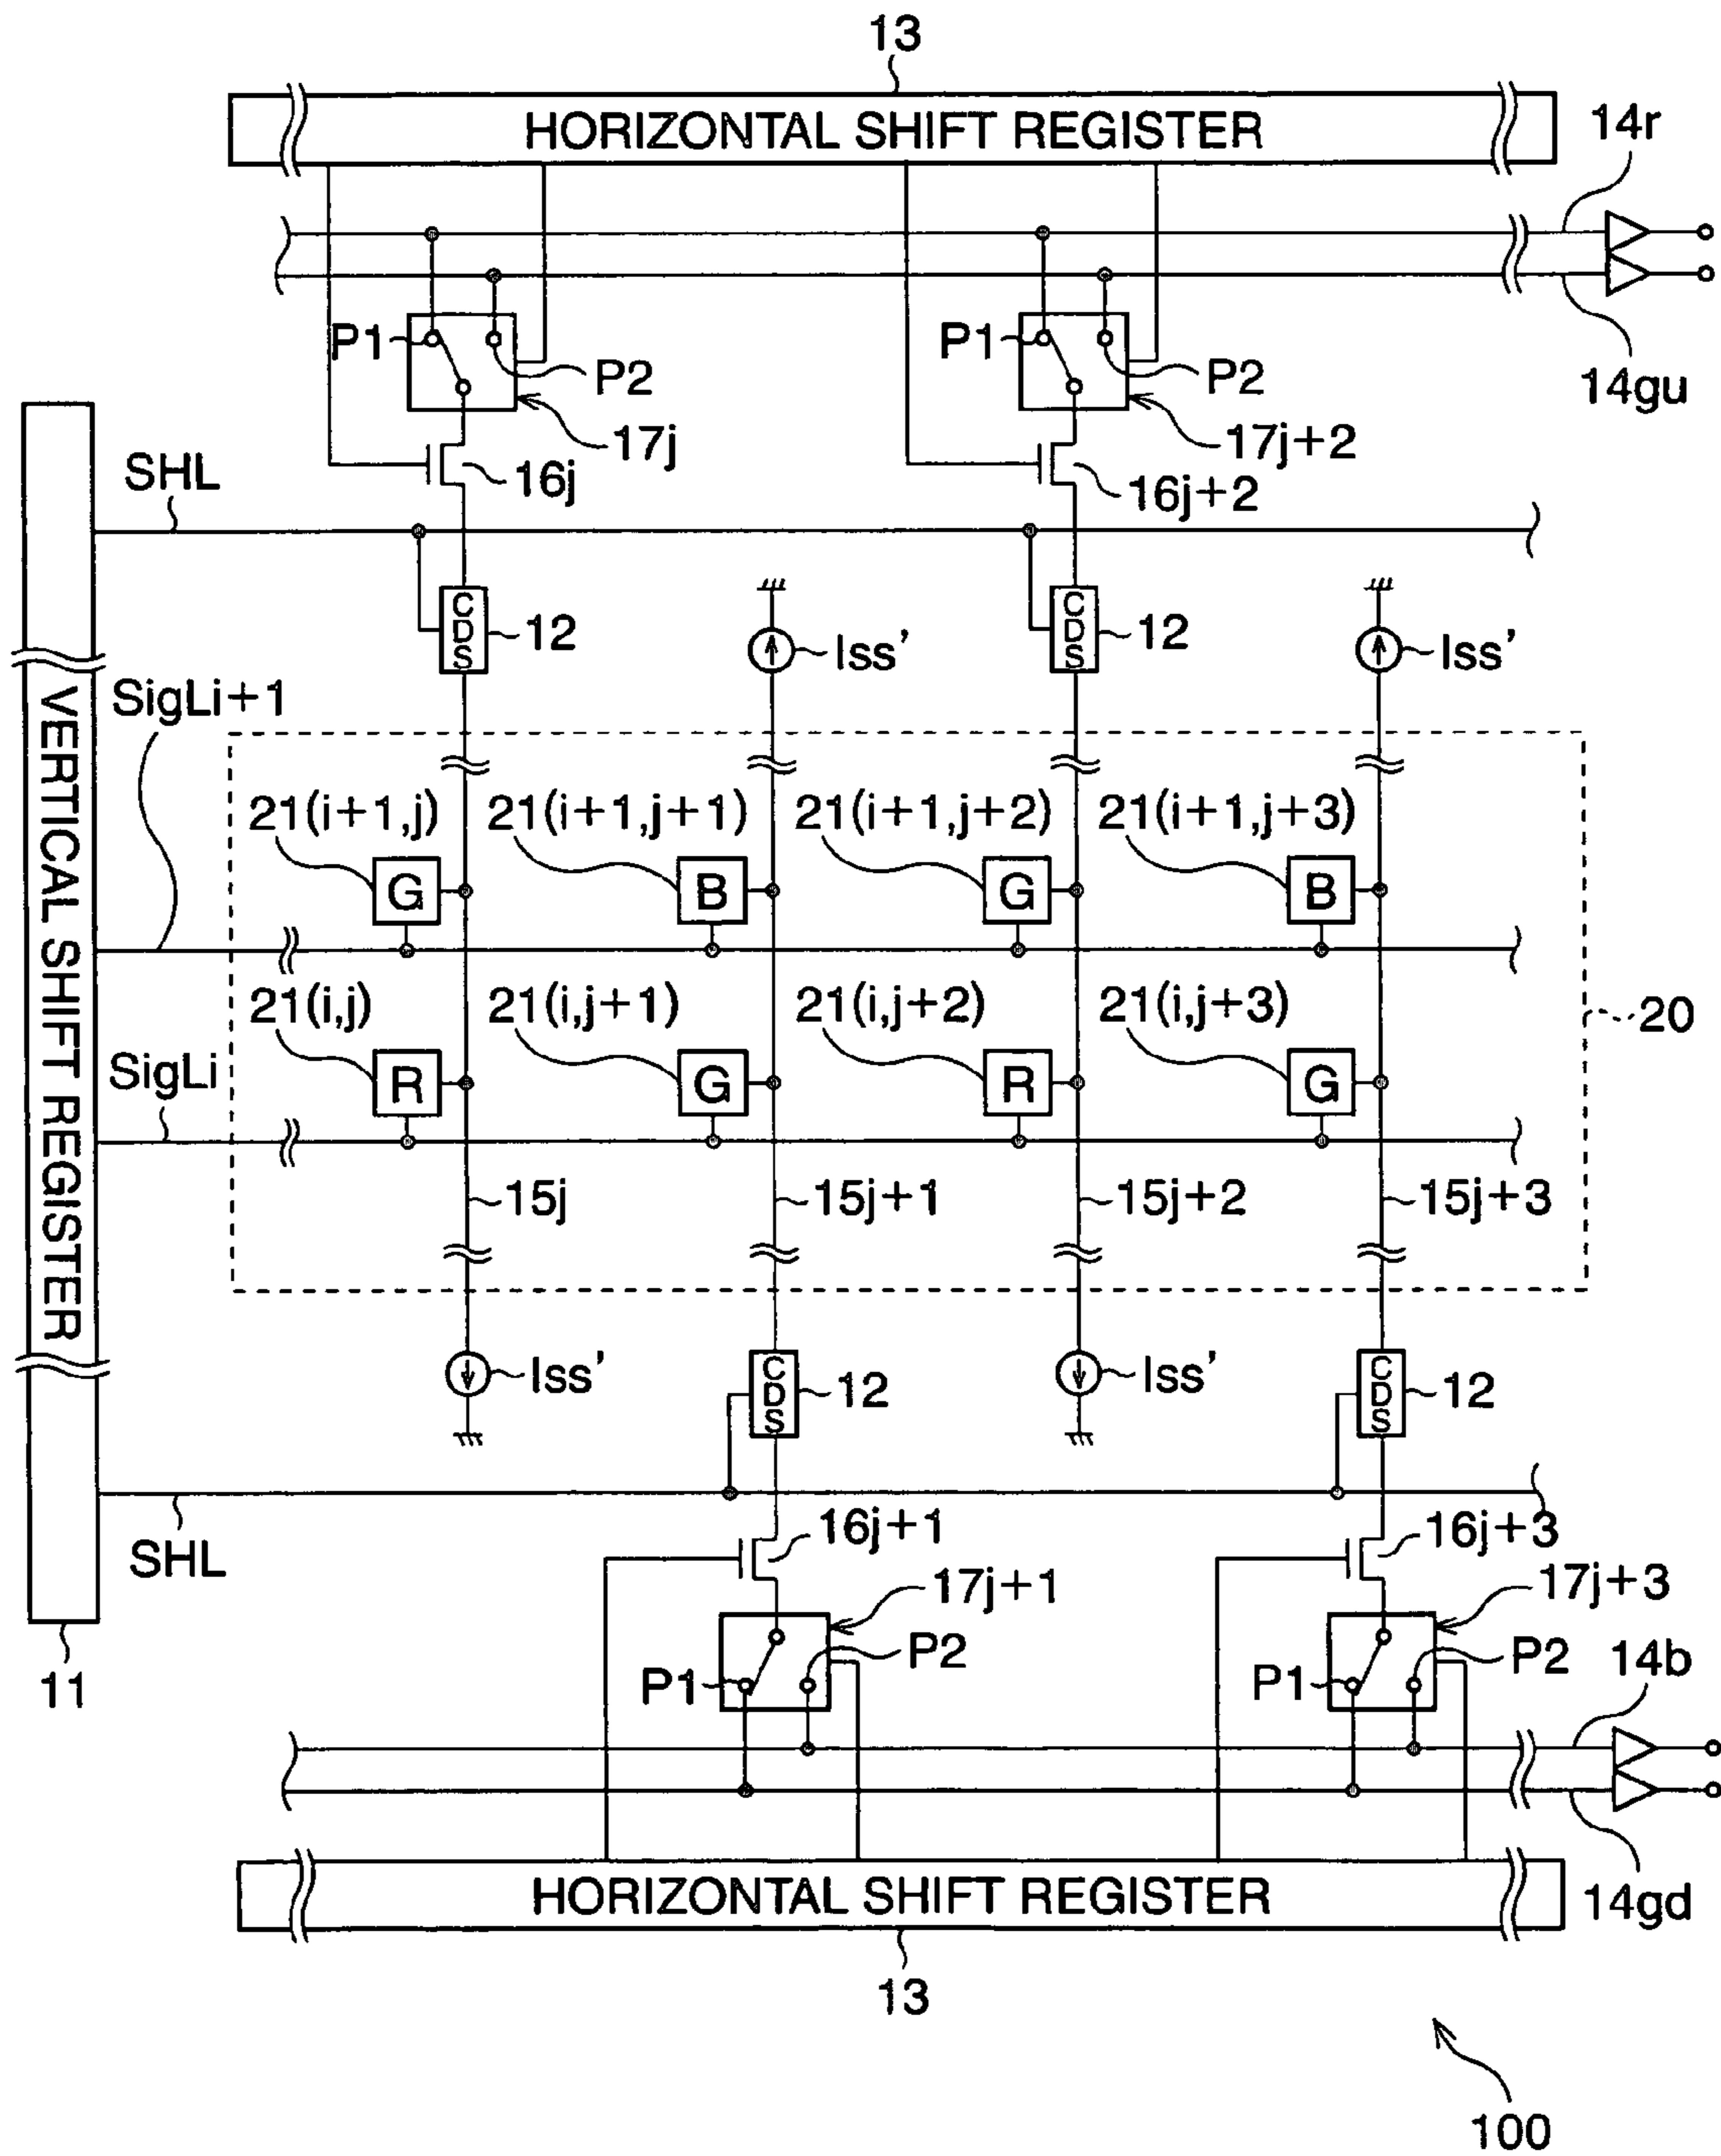 13
HORIZONTAL SHIFT REGISTER
14r
P1
P2
P1
P2
14gu
17j
17j+2
SHL
16j
16j+2
CDS
12
Iss'
CDS
12
Iss'
VERTICAL SHIFT REGISTER
SigLi+1
21(i+1,j)
21(i+1,j+1)
21(i+1,j+2)
21(i+1,j+3)
G
B
G
B
21(i,j)
21(i,j+1)
21(i,j+2)
21(i,j+3)
20
SigLi
R
G
R
G
15j
15j+1
15j+2
15j+3
Iss'
CDS
12
Iss'
CDS
12
SHL
16j+1
16j+3
17j+1
17j+3
11
P1
P2
P1
P2
14b
HORIZONTAL SHIFT REGISTER
14gd
13
100